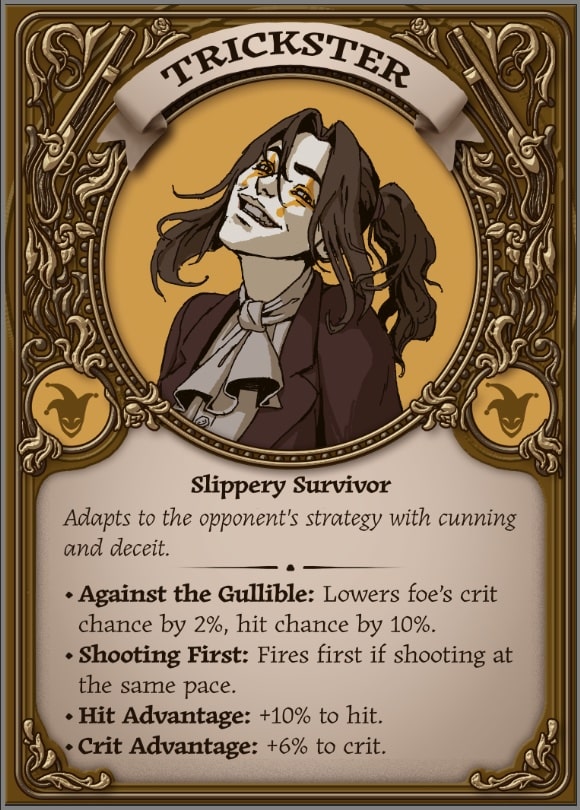 TRICKSTER
Slippery Survivor
Adapts to the opponent's strategy with cunning
and deceit.
• Against the Gullible: Lowers foe's crit
chance by 2%, hit chance by 10%.
• Shooting First: Fires first if shooting at
the same pace.
• Hit Advantage: +10% to hit.
• Crit Advantage: +6% to crit.